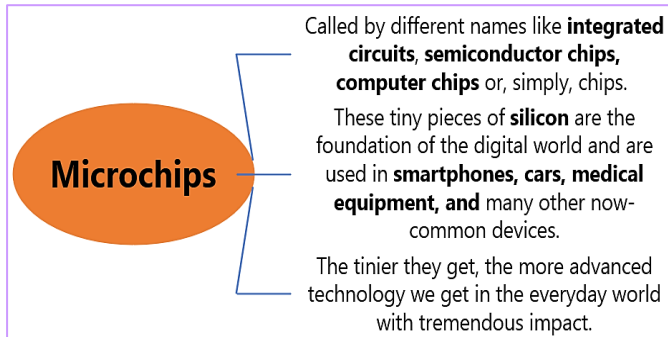 Microchips
Called by different names like integrated
circuits, semiconductor chips,
computer chips or, simply, chips.
These tiny pieces of silicon are the
foundation of the digital world and are
used in smartphones, cars, medical
equipment, and many other now-
common devices.
The tinier they get, the more advanced
technology we get in the everyday world
with tremendous impact.